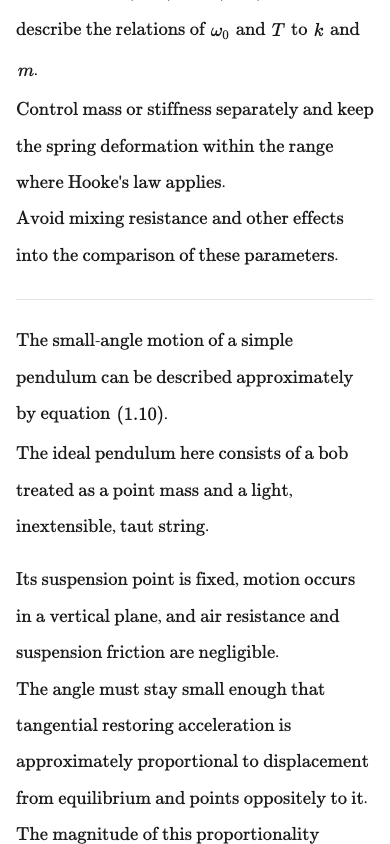 describe the relations of ω₀ and T to k and
m.
Control mass or stiffness separately and keep
the spring deformation within the range
where Hooke's law applies.
Avoid mixing resistance and other effects
into the comparison of these parameters.
The small-angle motion of a simple
pendulum can be described approximately
by equation (1.10).
The ideal pendulum here consists of a bob
treated as a point mass and a light,
inextensible, taut string.
Its suspension point is fixed, motion occurs
in a vertical plane, and air resistance and
suspension friction are negligible.
The angle must stay small enough that
tangential restoring acceleration is
approximately proportional to displacement
from equilibrium and points oppositely to it.
The magnitude of this proportionality